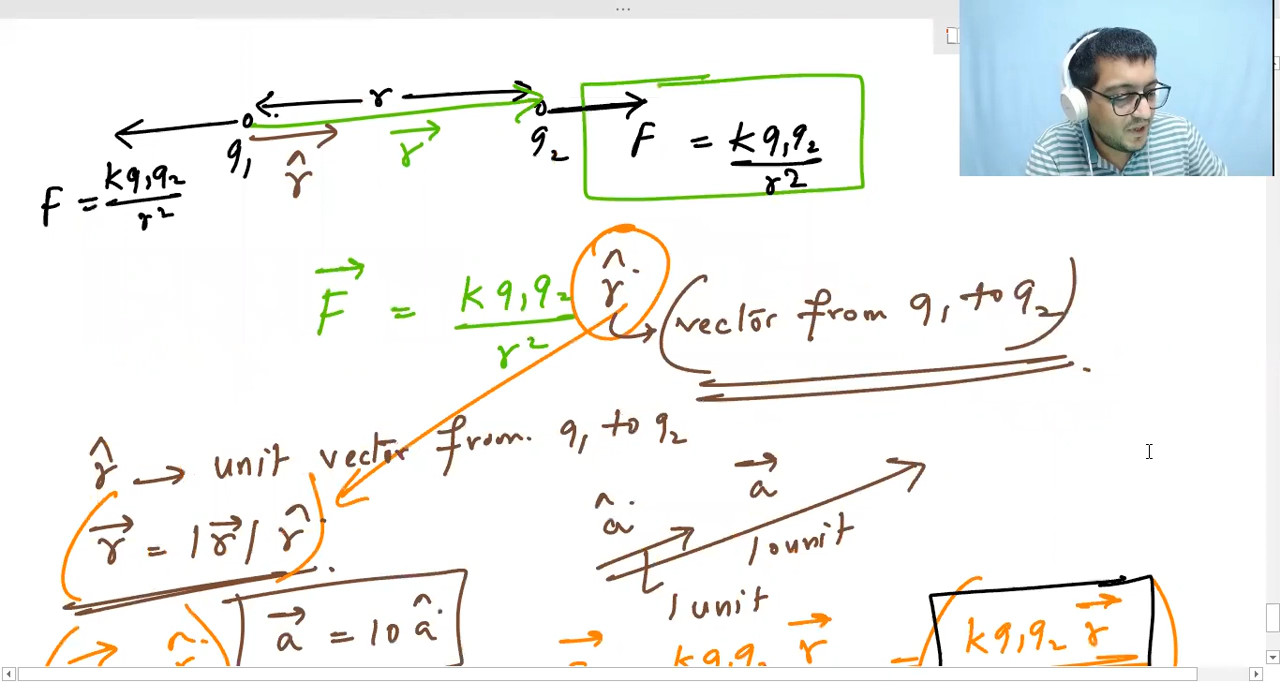 r
q₁ r̂ r⃗ q₂ F = kq₁q₂/r²
F = kq₁q₂/r²
F⃗ = kq₁q₂/r² r̂ → (vector from q₁ to q₂)
r̂ → unit vector from q₁ to q₂
r⃗ = |r⃗| r̂
â a⃗
10 unit
1 unit
a⃗ = 10 â
kq₁q₂ r⃗ = kq₁q₂ r⃗